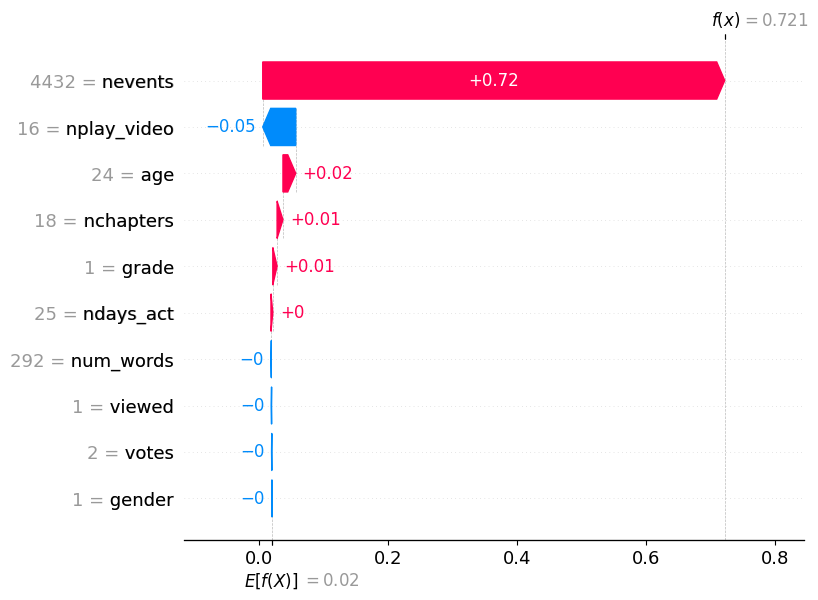 f(x) = 0.721
4432 = nevents
+0.72
16 = nplay_video
−0.05
24 = age
+0.02
18 = nchapters
+0.01
1 = grade
+0.01
25 = ndays_act
+0
292 = num_words
−0
1 = viewed
−0
2 = votes
−0
1 = gender
−0
0.0 0.2 0.4 0.6 0.8
E[f(X)] = 0.02